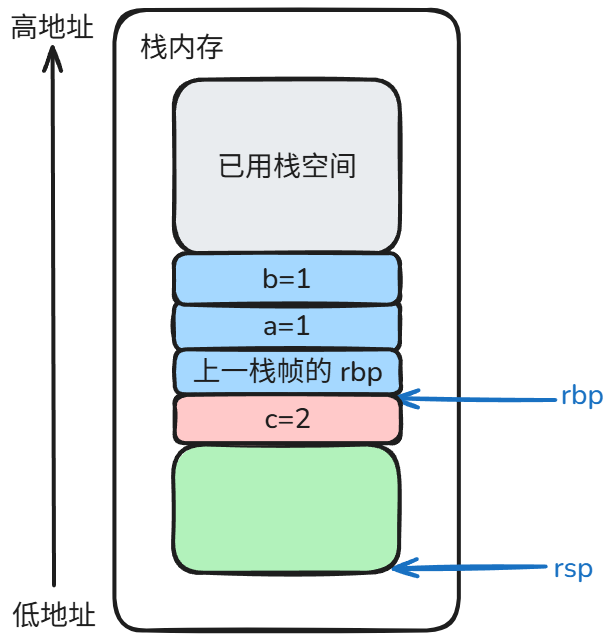 高地址
栈内存
已用栈空间
b=1
a=1
上一栈帧的 rbp
rbp
c=2
rsp
低地址